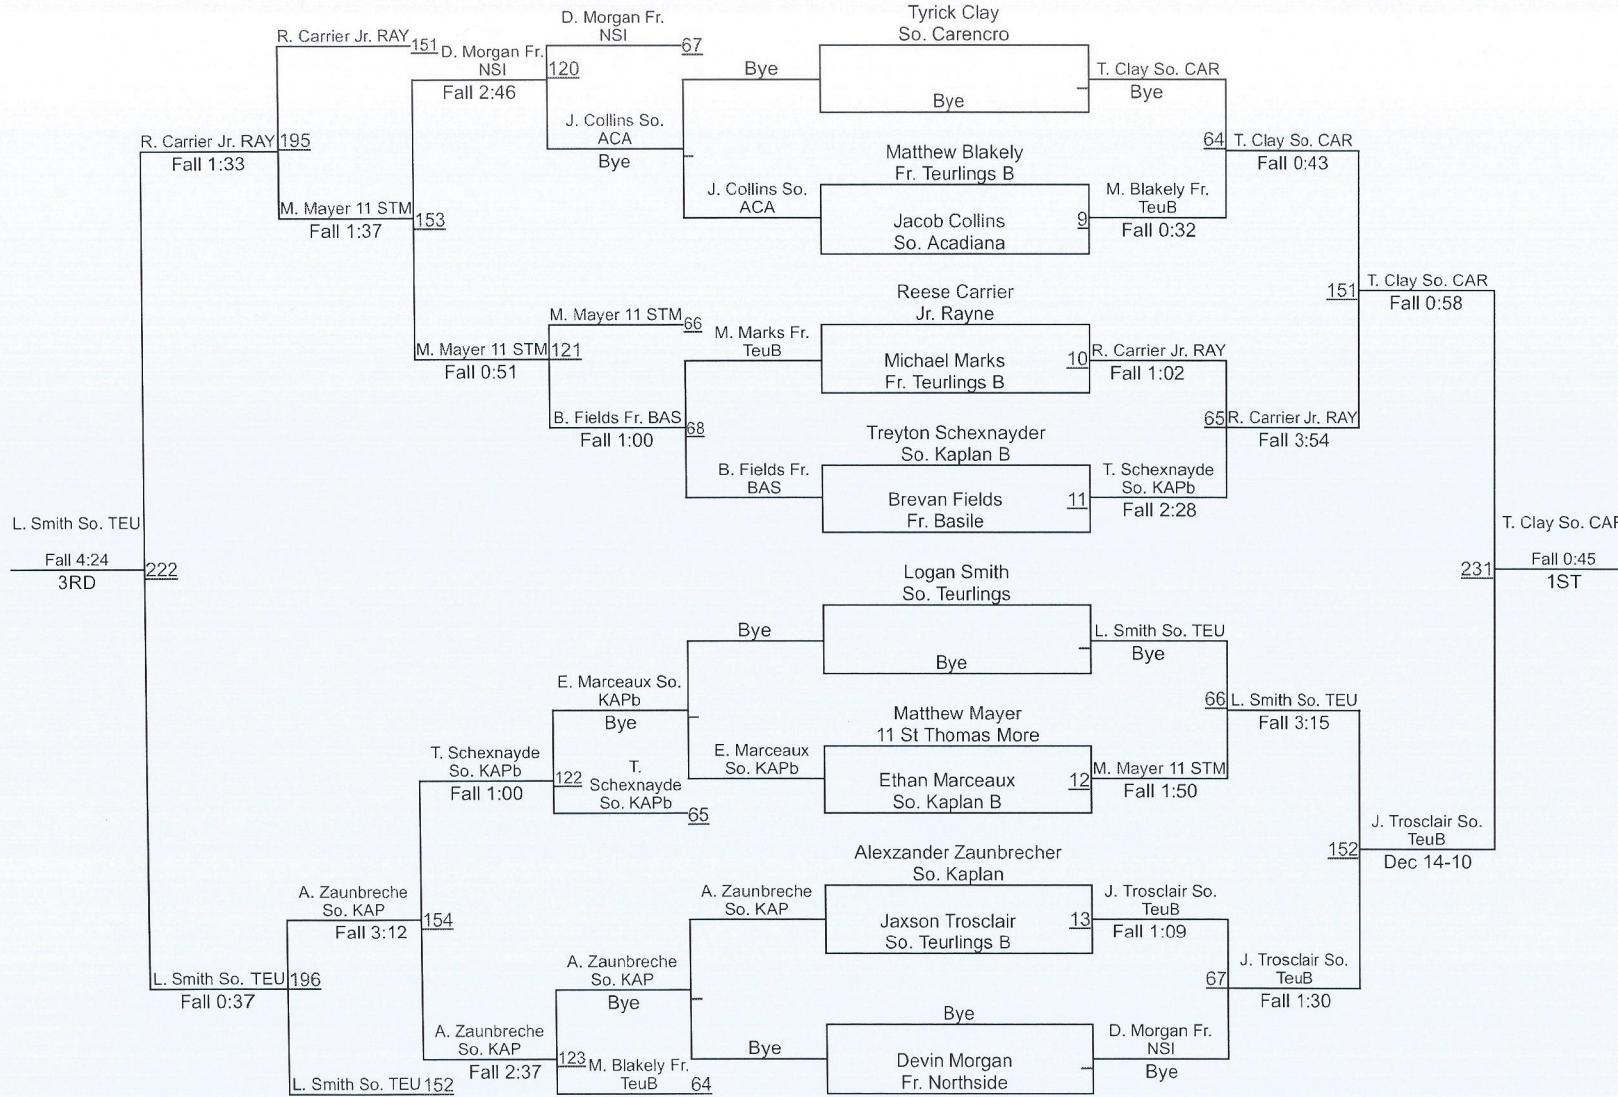 D. Morgan Fr.
NSI
67
R. Carrier Jr. RAY
151
D. Morgan Fr.
NSI
120
Fall 2:46
J. Collins So.
ACA
Bye
R. Carrier Jr. RAY
195
Fall 1:33
M. Mayer 11 STM
153
Fall 1:37
M. Mayer 11 STM
66
M. Mayer 11 STM
121
Fall 0:51
B. Fields Fr. BAS
68
Fall 1:00
L. Smith So. TEU
Fall 4:24
222
3RD
E. Marceaux So.
KAPb
Bye
T. Schexnayde
So. KAPb
122
Fall 1:00
T.
Schexnayde
So. KAPb
65
A. Zaunbreche
So. KAP
154
Fall 3:12
A. Zaunbreche
So. KAP
Bye
L. Smith So. TEU
196
Fall 0:37
A. Zaunbreche
So. KAP
123
Fall 2:37
M. Blakely Fr.
TeuB
64
L. Smith So. TEU
152
Bye
J. Collins So.
ACA
M. Marks Fr.
TeuB
B. Fields Fr.
BAS
Bye
E. Marceaux
So. KAPb
A. Zaunbreche
So. KAP
Bye
Tyrick Clay
So. Carencro
Bye
Matthew Blakely
Fr. Teurlings B
Jacob Collins
So. Acadiana
9
Reese Carrier
Jr. Rayne
Michael Marks
Fr. Teurlings B
10
Treyton Schexnayder
So. Kaplan B
Brevan Fields
Fr. Basile
11
Logan Smith
So. Teurlings
Bye
Matthew Mayer
11 St Thomas More
Ethan Marceaux
So. Kaplan B
12
Alexzander Zaunbrecher
So. Kaplan
Jaxson Trosclair
So. Teurlings B
13
Bye
Devin Morgan
Fr. Northside
T. Clay So. CAR
Bye
M. Blakely Fr.
TeuB
Fall 0:32
R. Carrier Jr. RAY
Fall 1:02
T. Schexnayde
So. KAPb
Fall 2:28
L. Smith So. TEU
Bye
M. Mayer 11 STM
Fall 1:50
J. Trosclair So.
TeuB
Fall 1:09
D. Morgan Fr.
NSI
Bye
64
T. Clay So. CAR
Fall 0:43
65
R. Carrier Jr. RAY
Fall 3:54
66
L. Smith So. TEU
Fall 3:15
67
J. Trosclair So.
TeuB
Fall 1:30
151
T. Clay So. CAR
Fall 0:58
152
J. Trosclair So.
TeuB
Dec 14-10
231
T. Clay So. CAR
Fall 0:45
1ST